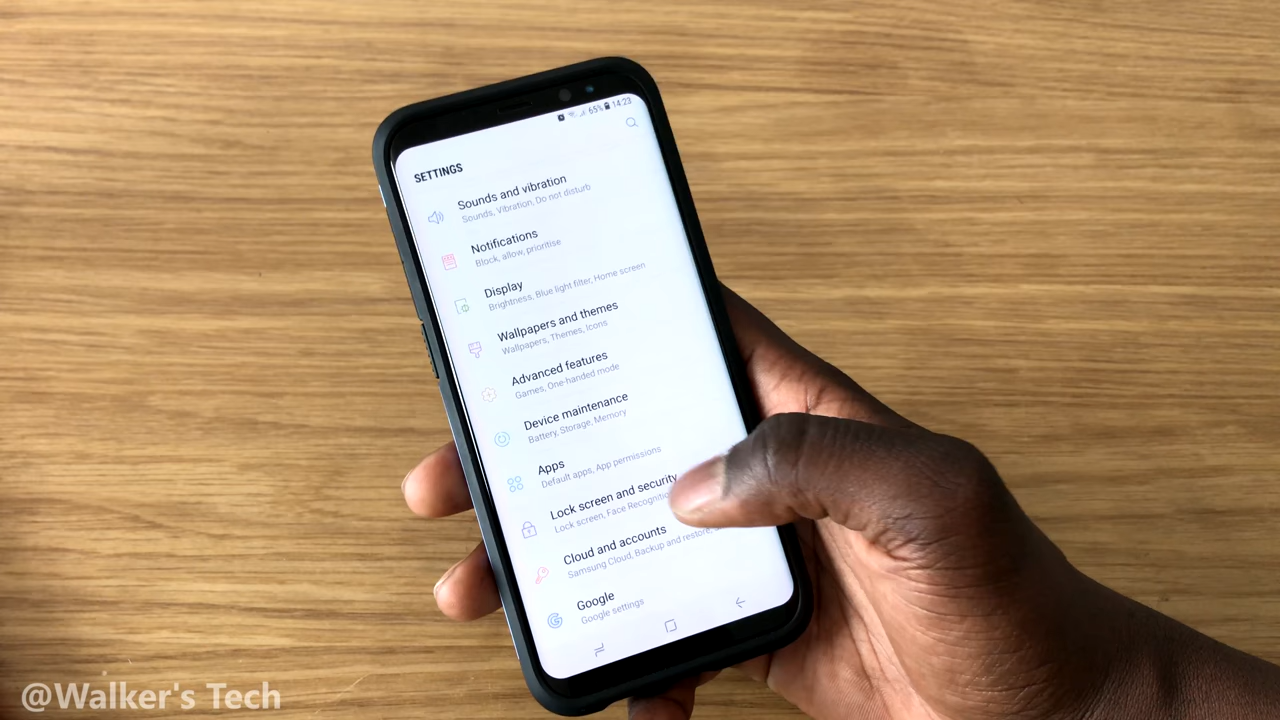 65% 14:23
SETTINGS
Sounds and vibration
Sounds, Vibration, Do not disturb
Notifications
Block, allow, prioritise
Display
Brightness, Blue light filter, Home screen
Wallpapers and themes
Wallpapers, Themes, Icons
Advanced features
Games, One-handed mode
Device maintenance
Battery, Storage, Memory
Apps
Default apps, App permissions
Lock screen and security
Lock screen, Face
Cloud and accounts
Samsung Cloud, Backup and restore,
Google
Google settings
@Walker's Tech